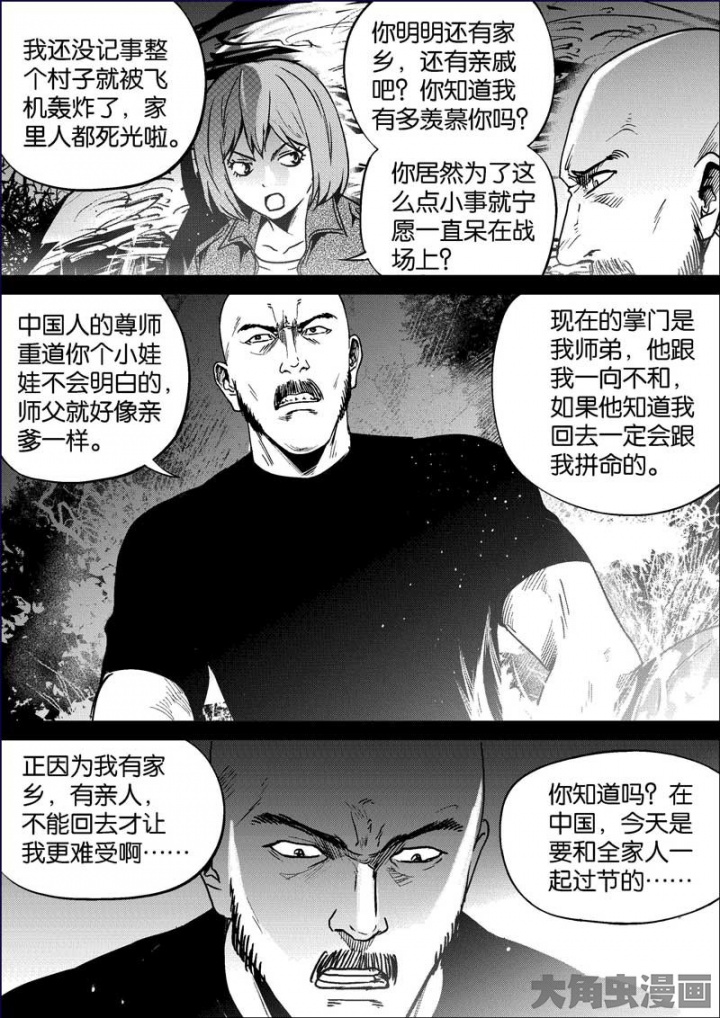 我还没记事整
个村子就被飞
机轰炸了，家
里人都死光啦。
你明明还有家
乡，还有亲戚
吧？你知道我
有多羡慕你吗？
你居然为了这
么点小事就宁
愿一直呆在战
场上？
中国人的尊师
重道你个小娃
娃不会明白的，
师父就好像亲
爹一样。
现在的掌门是
我师弟，他跟
我一向不和，
如果他知道我
回去一定会跟
我拼命的。
正因为我有家
乡，有亲人，
不能回去才让
我更难受啊……
你知道吗？在
中国，今天是
要和全家人一
起过节的……
大角虫漫画